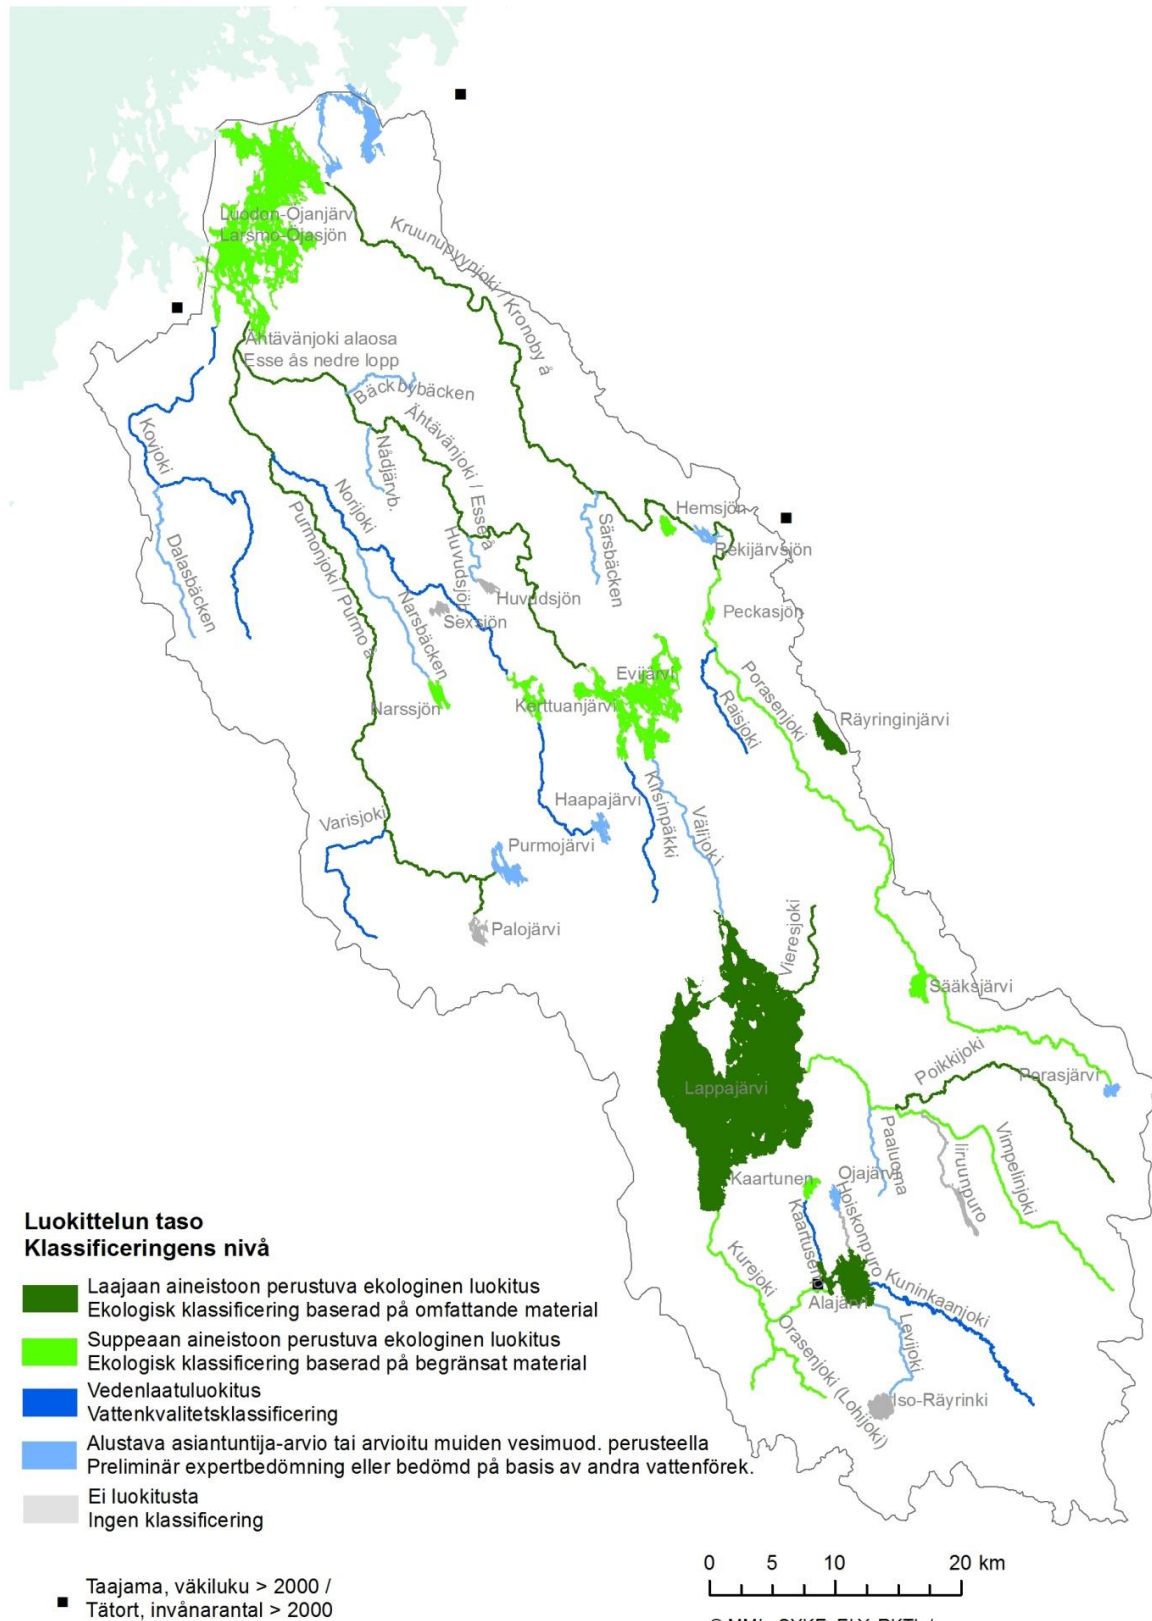 Luodon-Öjanjärvi
Larsmo-Öjasjön
Kruunupyynjoki / Kronoby å
Ähtävänjoki alaosa
Esse ås nedre lopp
Bäckbybäcken
Ähtävänjoki / Esse å
Kovjoki
Nådjärvb.
Norijoki
Purmonjoki / Purmo å
Dalasbäcken
Huvudsjöb
Särsbäcken
Hemsjön
Rekijärvsjön
Huvudsjön
Sexsjön
Narsbäcken
Peckasjön
Evijärvi
Narssjön
Kerttuanjärvi
Raisjoki
Porasenjoki
Räyringinjärvi
Haapajärvi
Kirsinpäkki
Välijoki
Varisjoki
Purmojärvi
Palojärvi
Vieresjoki
Sääksjärvi
Poikkijoki
Porasjärvi
Lappajärvi
Paaluoma
Iiruunpuro
Vimpelinjoki
Kaartunen
Ojajärvi
Hoiskonpuro
Kurejoki
Alajärvi
Kuninkaanjoki
Levijoki
Orasenjoki (Lohijoki)
Iso-Räyrinki
Luokittelun taso
Klassificeringens nivå
Laajaan aineistoon perustuva ekologinen luokitus
Ekologisk klassificering baserad på omfattande material
Suppeaan aineistoon perustuva ekologinen luokitus
Ekologisk klassificering baserad på begränsat material
Vedenlaatuluokitus
Vattenkvalitetsklassificering
Alustava asiantuntija-arvio tai arvioitu muiden vesimuod. perusteella
Preliminär expertbedömning eller bedömd på basis av andra vattenförek.
Ei luokitusta
Ingen klassificering
Taajama, väkiluku > 2000 /
Tätort, invånarantal > 2000
0 5 10 20 km